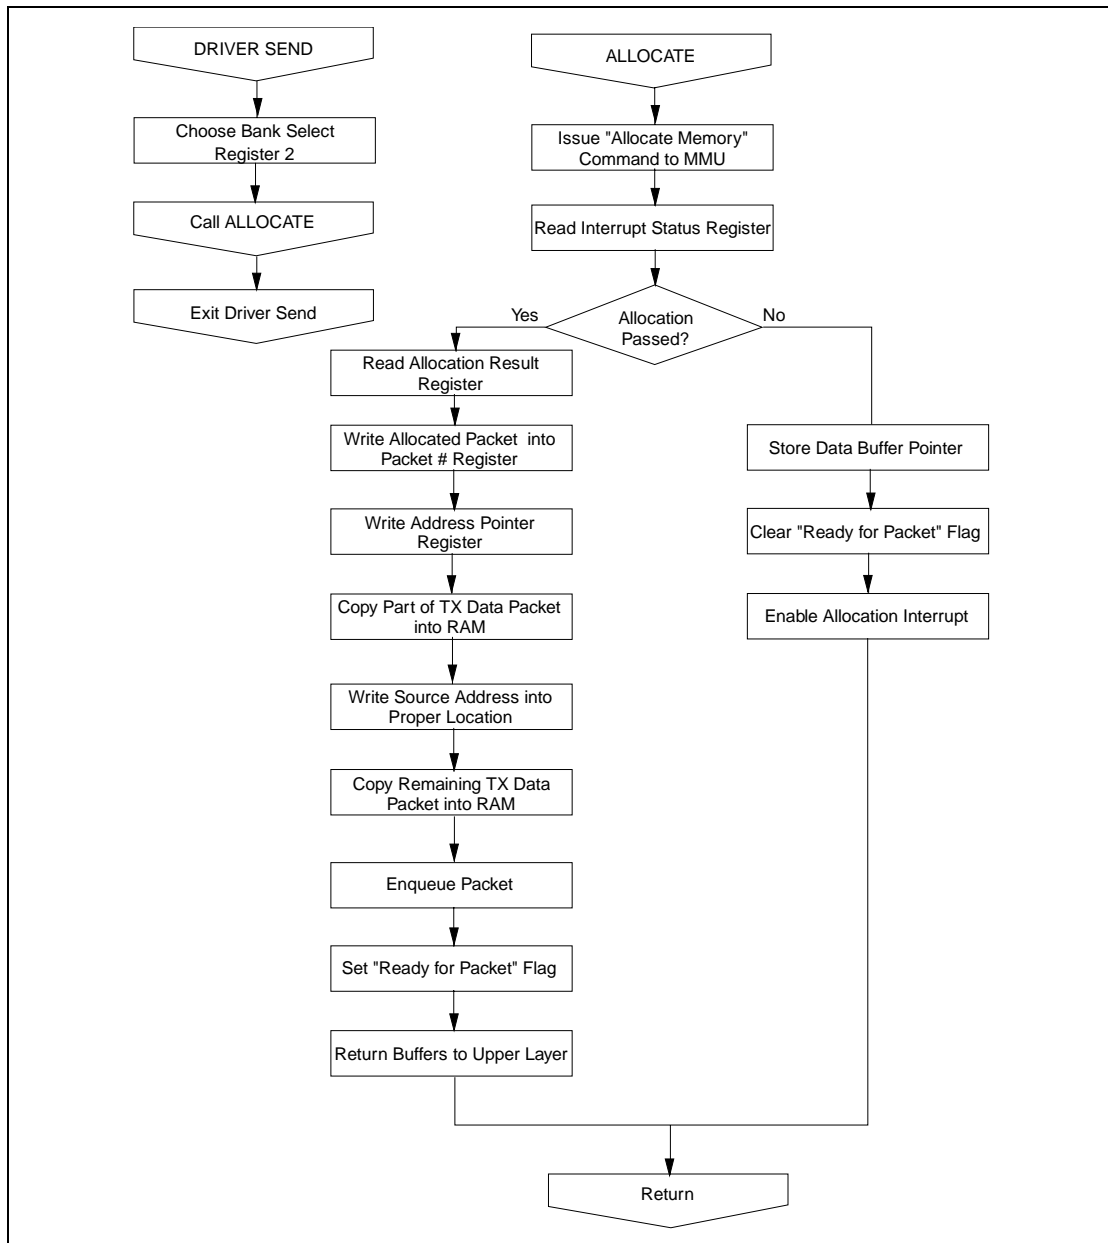 DRIVER SEND
Choose Bank Select
Register 2
Call ALLOCATE
Exit Driver Send
ALLOCATE
Issue "Allocate Memory"
Command to MMU
Read Interrupt Status Register
Allocation
Passed?
Yes
No
Read Allocation Result
Register
Write Allocated Packet into
Packet # Register
Write Address Pointer
Register
Copy Part of TX Data Packet
into RAM
Write Source Address into
Proper Location
Copy Remaining TX Data
Packet into RAM
Enqueue Packet
Set "Ready for Packet" Flag
Return Buffers to Upper Layer
Store Data Buffer Pointer
Clear "Ready for Packet" Flag
Enable Allocation Interrupt
Return